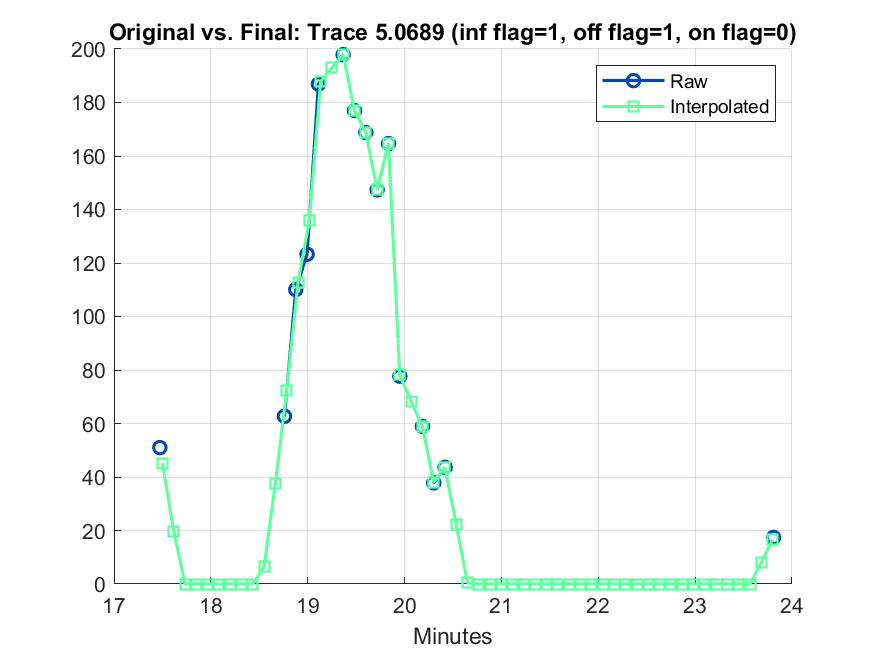 Original vs. Final: Trace 5.0689 (inf flag=1, off flag=1, on flag=0)
200
180
160
140
120
100
80
60
40
20
0
Raw
Interpolated
17 18 19 20 21 22 23 24
Minutes